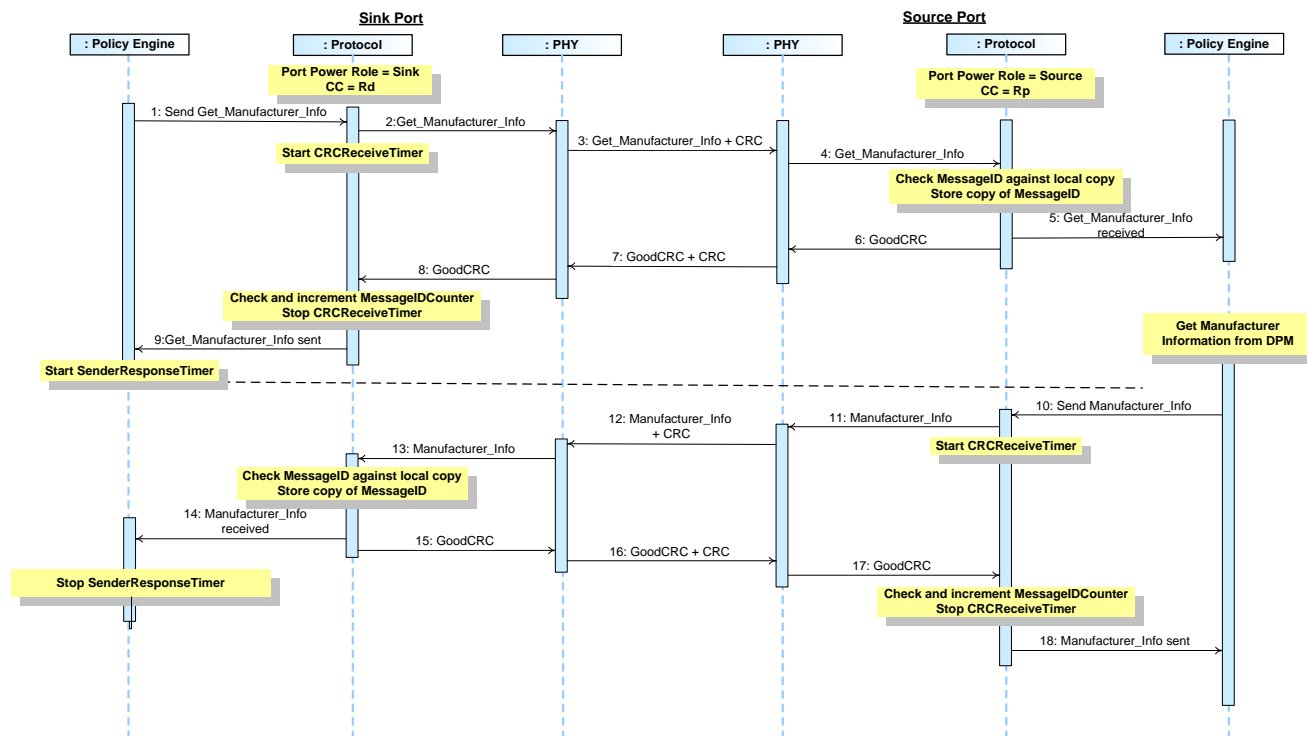 Sink Port
Source Port
: Policy Engine
: Protocol
: PHY
: PHY
: Protocol
: Policy Engine
Port Power Role = Sink
CC = Rd
Port Power Role = Source
CC = Rp
1: Send Get_Manufacturer_Info
2:Get_Manufacturer_Info
Start CRCReceiveTimer
3: Get_Manufacturer_Info + CRC
4: Get_Manufacturer_Info
Check MessageID against local copy
Store copy of MessageID
5: Get_Manufacturer_Info
received
6: GoodCRC
7: GoodCRC + CRC
8: GoodCRC
Check and increment MessageIDCounter
Stop CRCReceiveTimer
9:Get_Manufacturer_Info sent
Get Manufacturer
Information from DPM
Start SenderResponseTimer
10: Send Manufacturer_Info
11: Manufacturer_Info
Start CRCReceiveTimer
12: Manufacturer_Info
+ CRC
13: Manufacturer_Info
Check MessageID against local copy
Store copy of MessageID
14: Manufacturer_Info
received
15: GoodCRC
16: GoodCRC + CRC
17: GoodCRC
Stop SenderResponseTimer
Check and increment MessageIDCounter
Stop CRCReceiveTimer
18: Manufacturer_Info sent